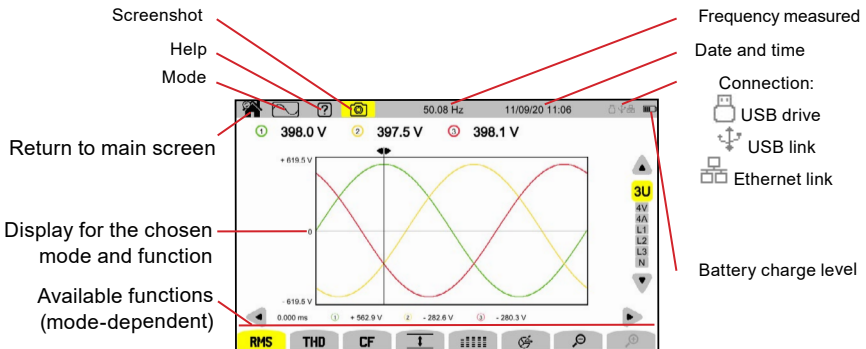 Screenshot
Help
Mode
Return to main screen
Display for the chosen
mode and function
Available functions
(mode-dependent)
Frequency measured
Date and time
Connection:
USB drive
USB link
Ethernet link
Battery charge level
? 50.08 Hz 11/09/20 11:06
1 398.0 V 2 397.5 V 3 398.1 V
+ 619.5 V
0
- 619.5 V
3U
4V
4A
L1
L2
L3
N
0.000 ms 1 + 562.9 V 2 - 282.6 V 3 - 280.3 V
RMS THD CF